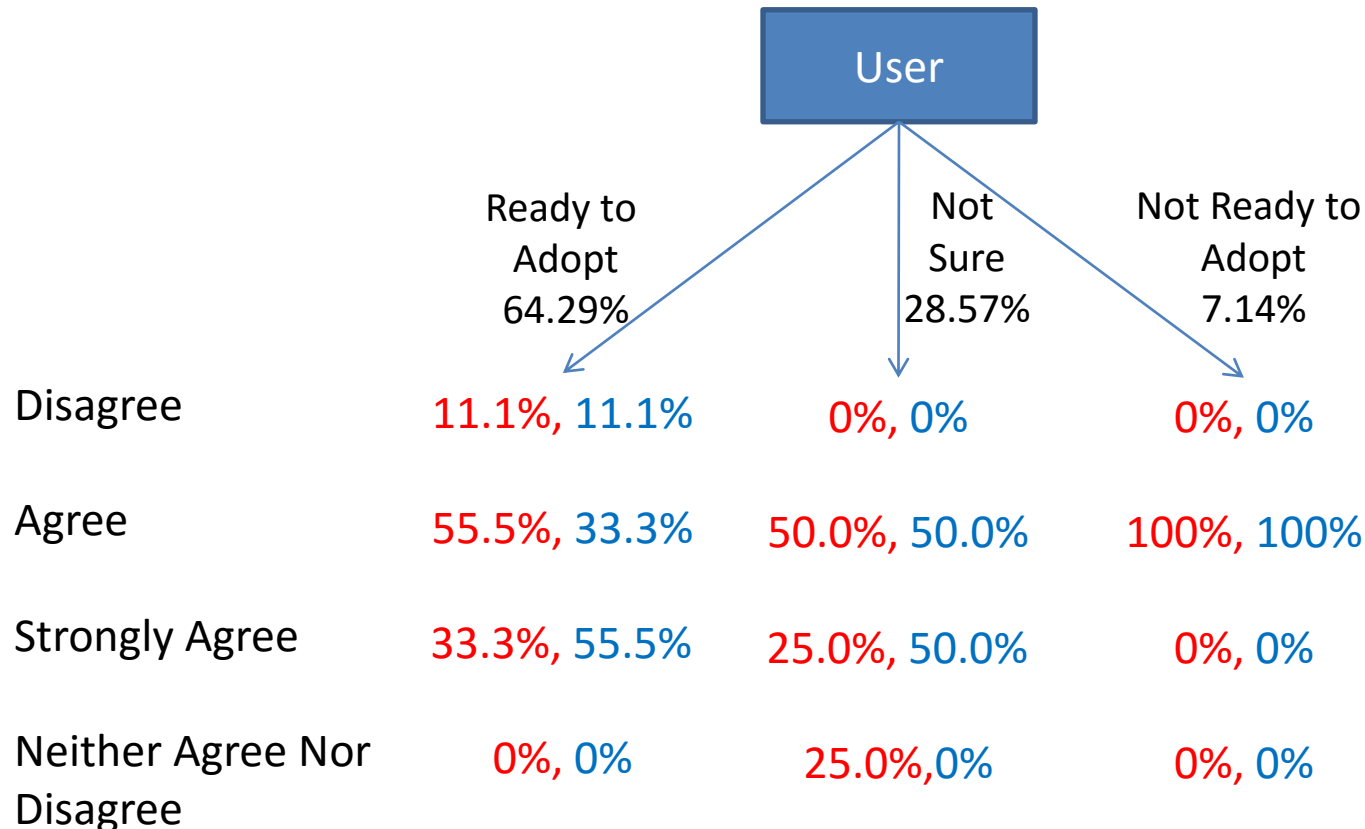 User
Ready to
Adopt
64.29%
Not
Sure
28.57%
Not Ready to
Adopt
7.14%
Disagree
11.1%, 11.1%
0%, 0%
0%, 0%
Agree
55.5%, 33.3%
50.0%, 50.0%
100%, 100%
Strongly Agree
33.3%, 55.5%
25.0%, 50.0%
0%, 0%
Neither Agree Nor
Disagree
0%, 0%
25.0%,0%
0%, 0%